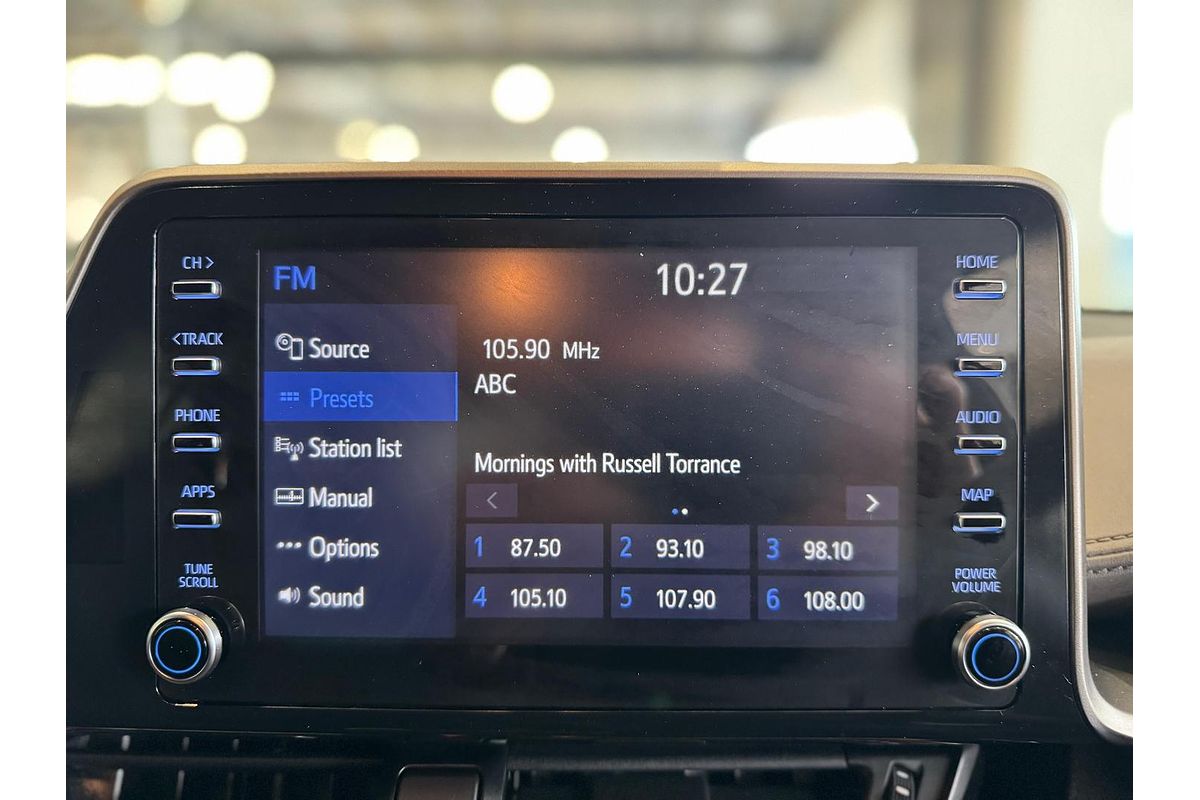 CH >
<TRACK
PHONE
APPS
TUNE
SCROLL
FM
10:27
Source
Presets
Station list
Manual
Options
Sound
105.90 MHz
ABC
Mornings with Russell Torrance
< >
1 87.50
2 93.10
3 98.10
4 105.10
5 107.90
6 108.00
HOME
MENU
AUDIO
MAP
POWER
VOLUME